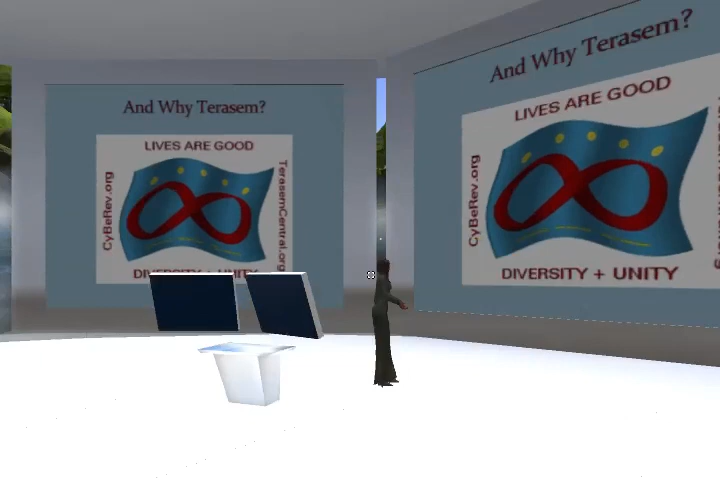 And Why Terasem?
LIVES ARE GOOD
CyBeRev.org
TerasemCentral.org
DIVERSITY + UNITY
And Why Terasem?
LIVES ARE GOOD
CyBeRev.org
DIVERSITY + UNITY